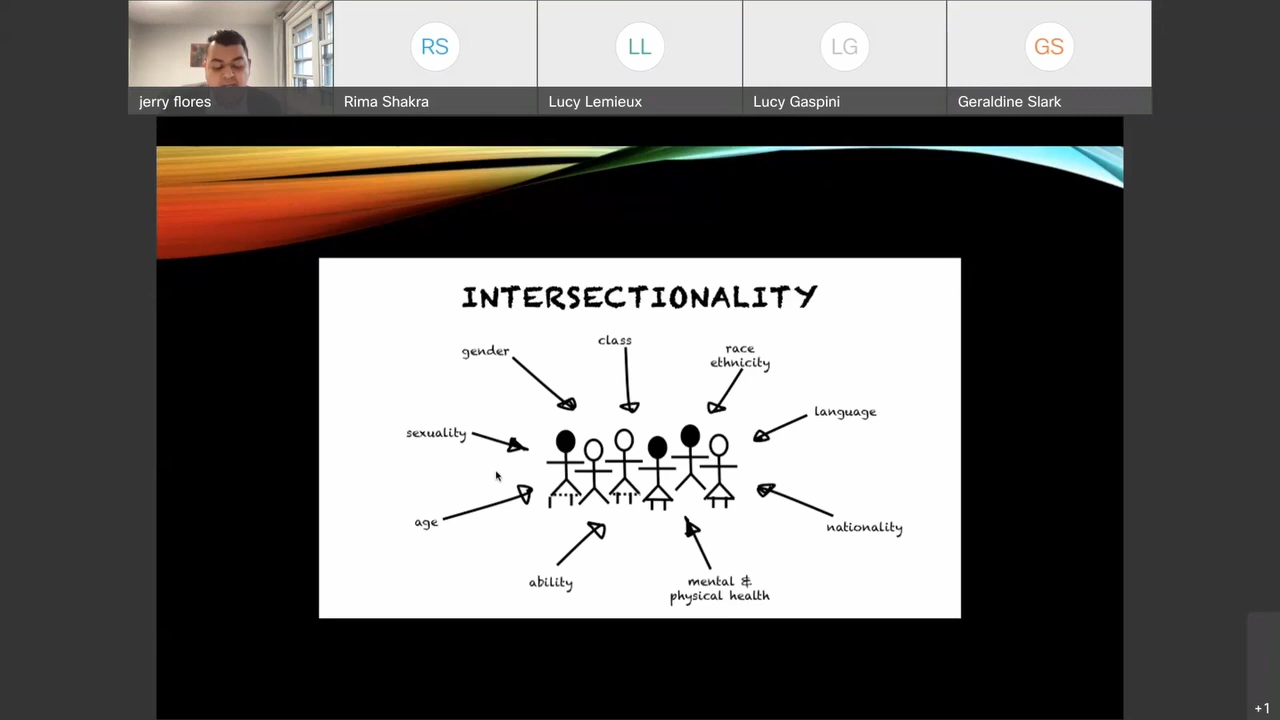 RS
LL
LG
GS
jerry flores
Rima Shakra
Lucy Lemieux
Lucy Gaspini
Geraldine Slark
INTERSECTIONALITY
gender
class
race
ethnicity
language
sexuality
age
nationality
ability
mental &
physical health
+1